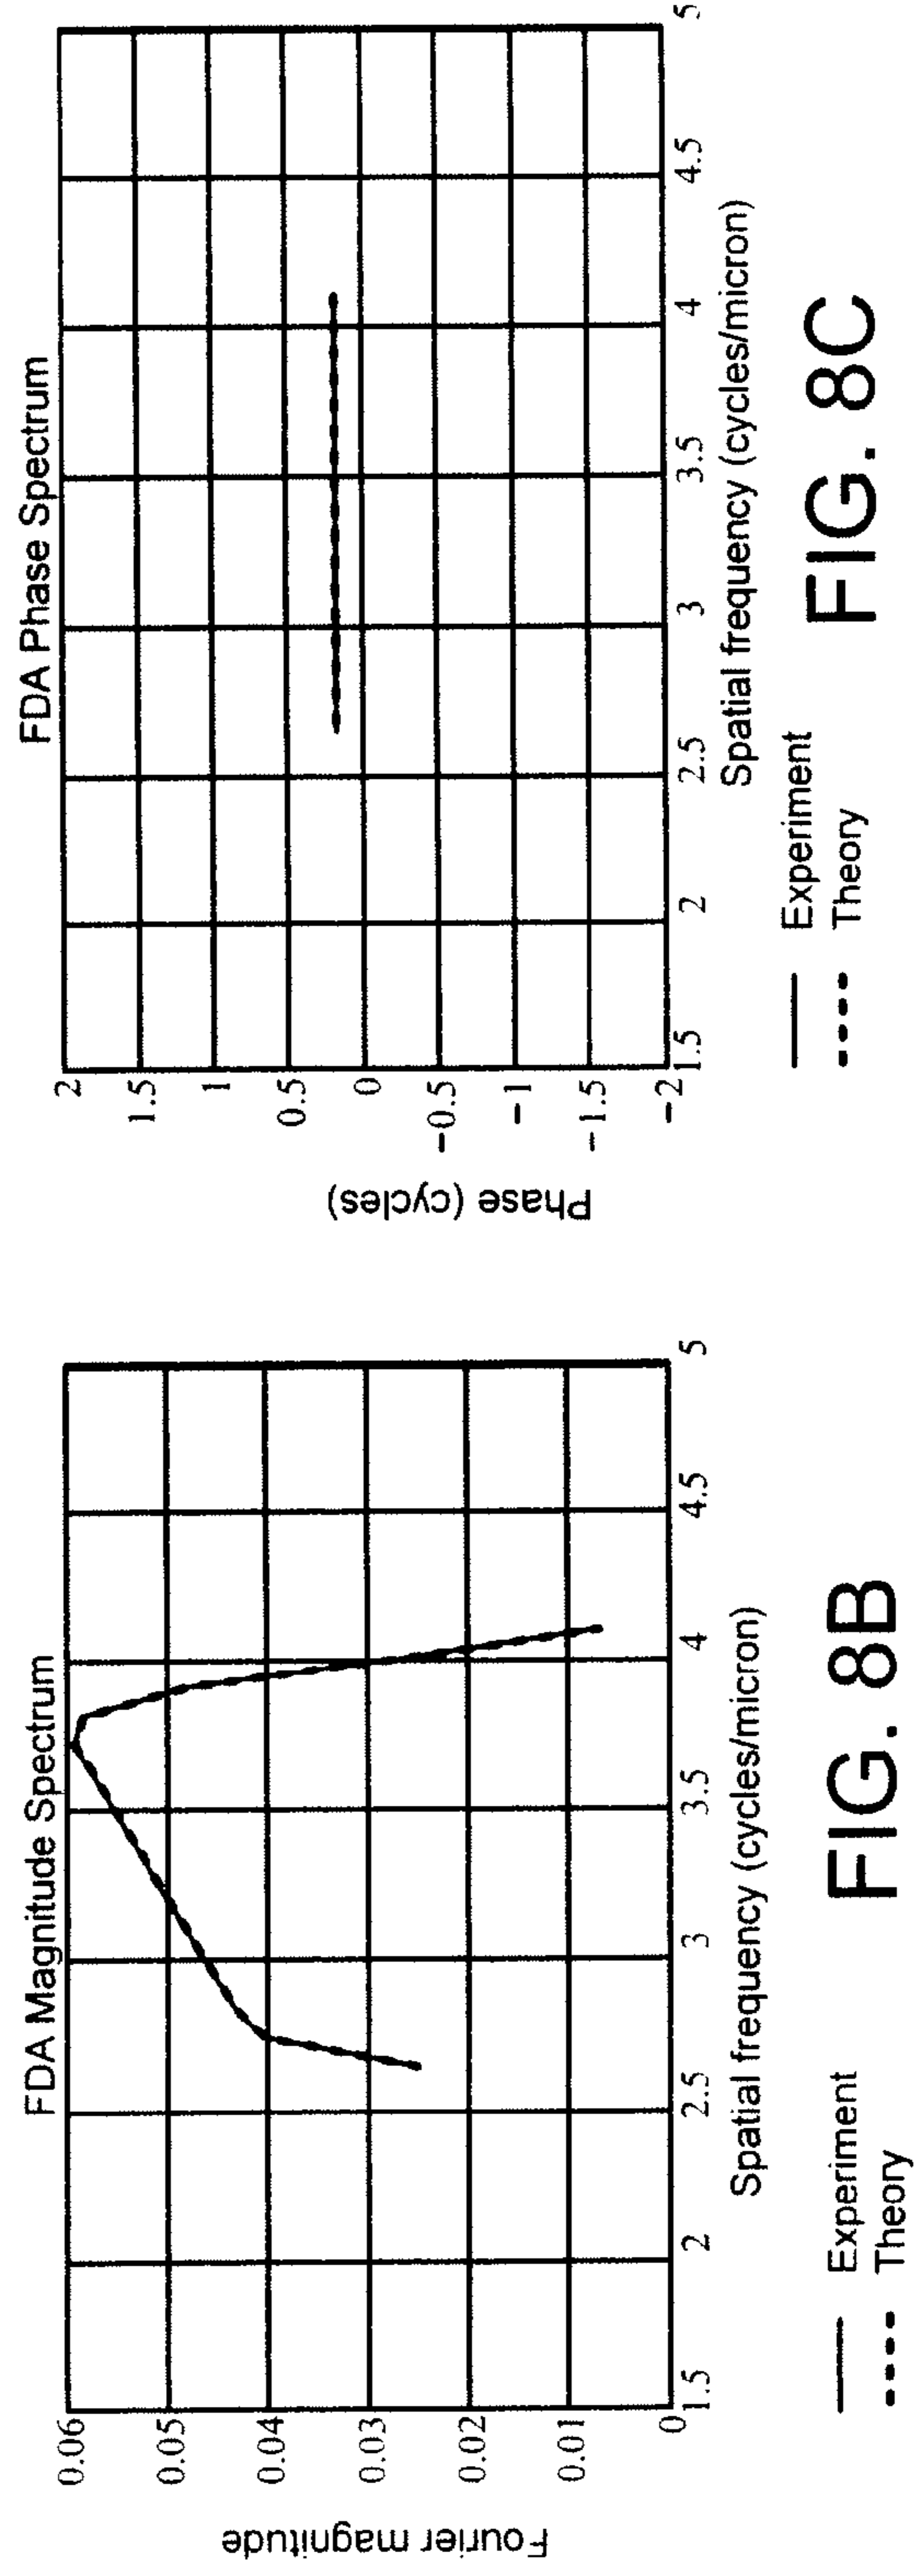 FDA Magnitude Spectrum
0.06
0.05
0.04
0.03
0.02
0.01
0
Fourier magnitude
1.5 2 2.5 3 3.5 4 4.5 5
Spatial frequency (cycles/micron)
Experiment
Theory
FIG. 8B
FDA Phase Spectrum
2
1.5
1
0.5
0
−0.5
−1
−1.5
−2
Phase (cycles)
1.5 2 2.5 3 3.5 4 4.5 5
Spatial frequency (cycles/micron)
Experiment
Theory
FIG. 8C